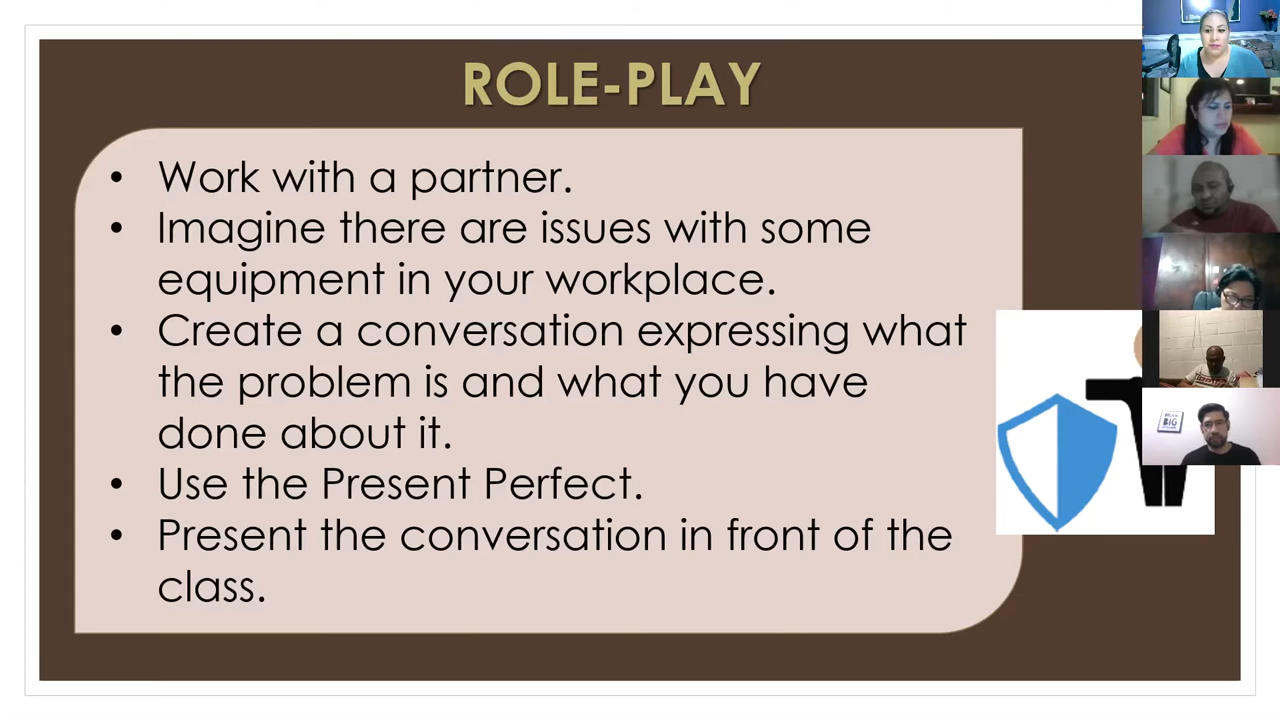 ROLE-PLAY
• Work with a partner.
• Imagine there are issues with some
equipment in your workplace.
• Create a conversation expressing what
the problem is and what you have
done about it.
• Use the Present Perfect.
• Present the conversation in front of the
class.
BIG